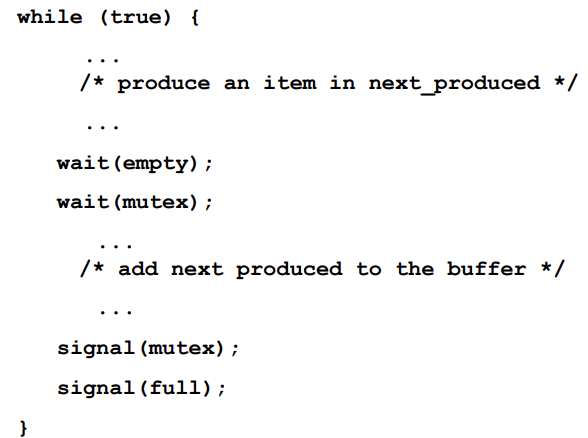 while (true) {
...
/* produce an item in next_produced */
...
wait(empty);
wait(mutex);
...
/* add next produced to the buffer */
...
signal(mutex);
signal(full);
}